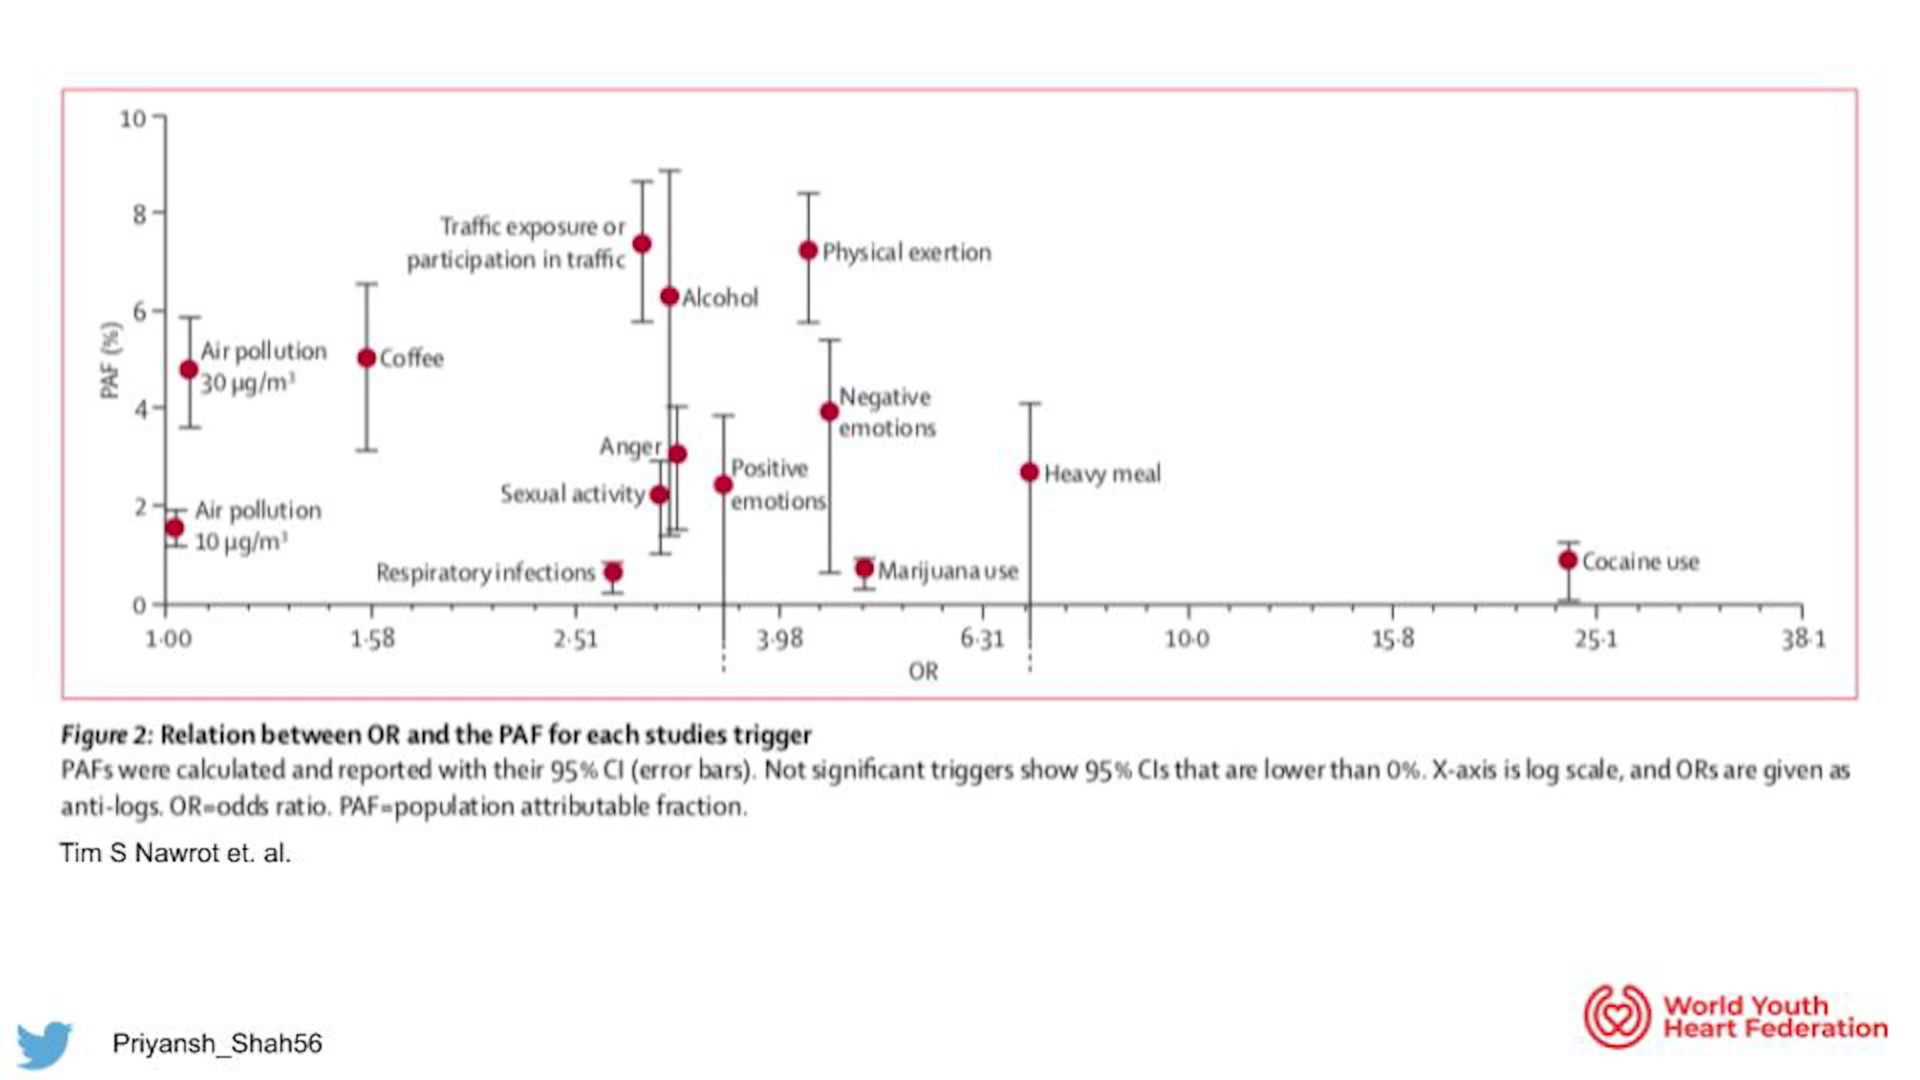 10
8
6
4
2
0
PAF (%)
Traffic exposure or
participation in traffic
Physical exertion
Alcohol
Air pollution
30 µg/m³
Coffee
Negative
emotions
Anger
Positive
emotions
Heavy meal
Sexual activity
Air pollution
10 µg/m³
Respiratory infections
Marijuana use
Cocaine use
1·00 1·58 2·51 3·98 6·31 10·0 15·8 25·1 38·1
OR
Figure 2: Relation between OR and the PAF for each studies trigger
PAFs were calculated and reported with their 95% CI (error bars). Not significant triggers show 95% CIs that are lower than 0%. X-axis is log scale, and ORs are given as
anti-logs. OR=odds ratio. PAF=population attributable fraction.
Tim S Nawrot et. al.
Priyansh_Shah56
World Youth
Heart Federation